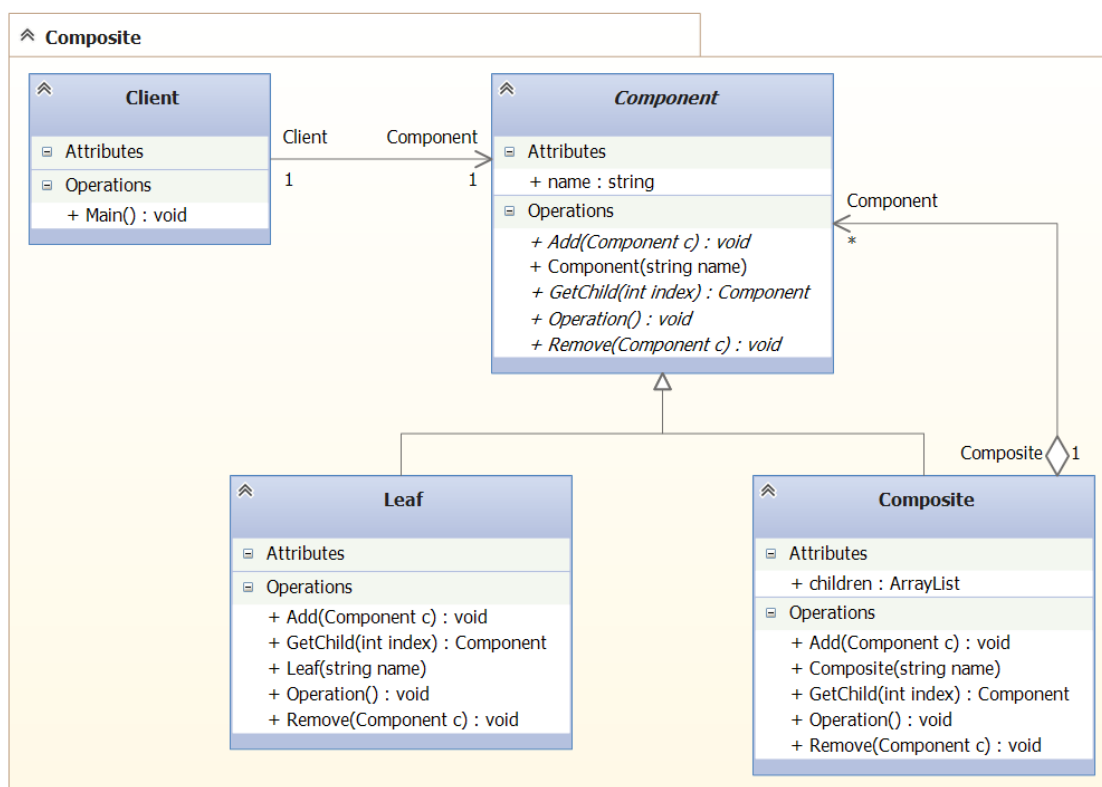 Composite
Client
Attributes
Operations
+ Main() : void
Client
Component
1
1
Component
Attributes
+ name : string
Operations
+ Add(Component c) : void
+ Component(string name)
+ GetChild(int index) : Component
+ Operation() : void
+ Remove(Component c) : void
Component
*
Composite
1
Leaf
Attributes
Operations
+ Add(Component c) : void
+ GetChild(int index) : Component
+ Leaf(string name)
+ Operation() : void
+ Remove(Component c) : void
Composite
Attributes
+ children : ArrayList
Operations
+ Add(Component c) : void
+ Composite(string name)
+ GetChild(int index) : Component
+ Operation() : void
+ Remove(Component c) : void